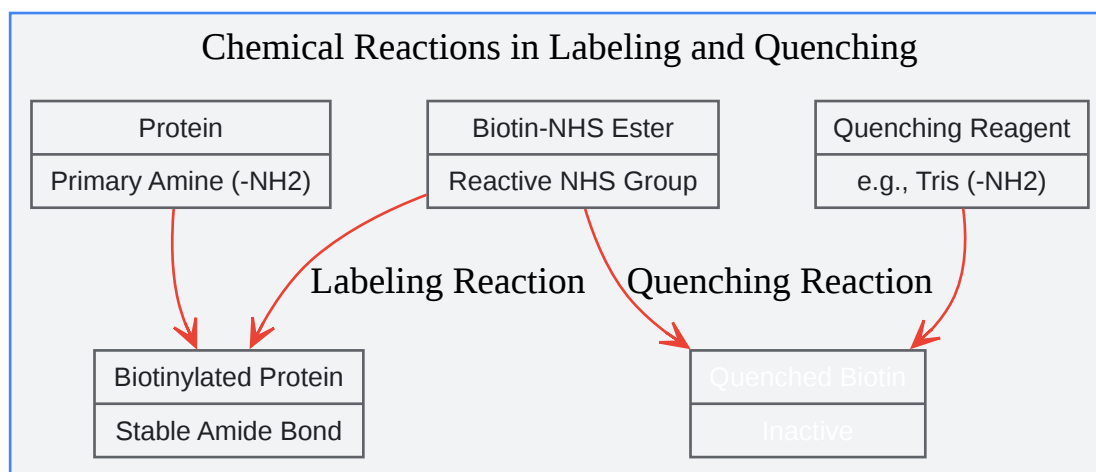 Chemical Reactions in Labeling and Quenching
Protein
Primary Amine (-NH2)
Biotin-NHS Ester
Reactive NHS Group
Quenching Reagent
e.g., Tris (-NH2)
Labeling Reaction
Quenching Reaction
Biotinylated Protein
Stable Amide Bond
Quenched Biotin
Inactive